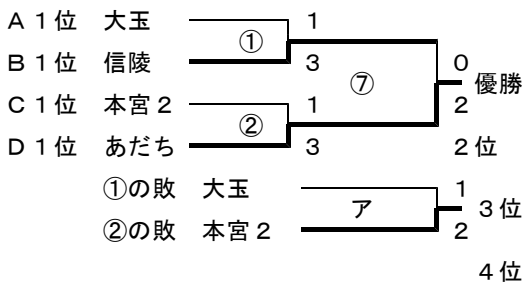 A1位 大玉 1
①
B1位 信陵 3 0
⑦ 優勝
C1位 本宮2 1 2
②
D1位 あだち 3 2位
①の敗 大玉 1
ア 3位
②の敗 本宮2 2
4位